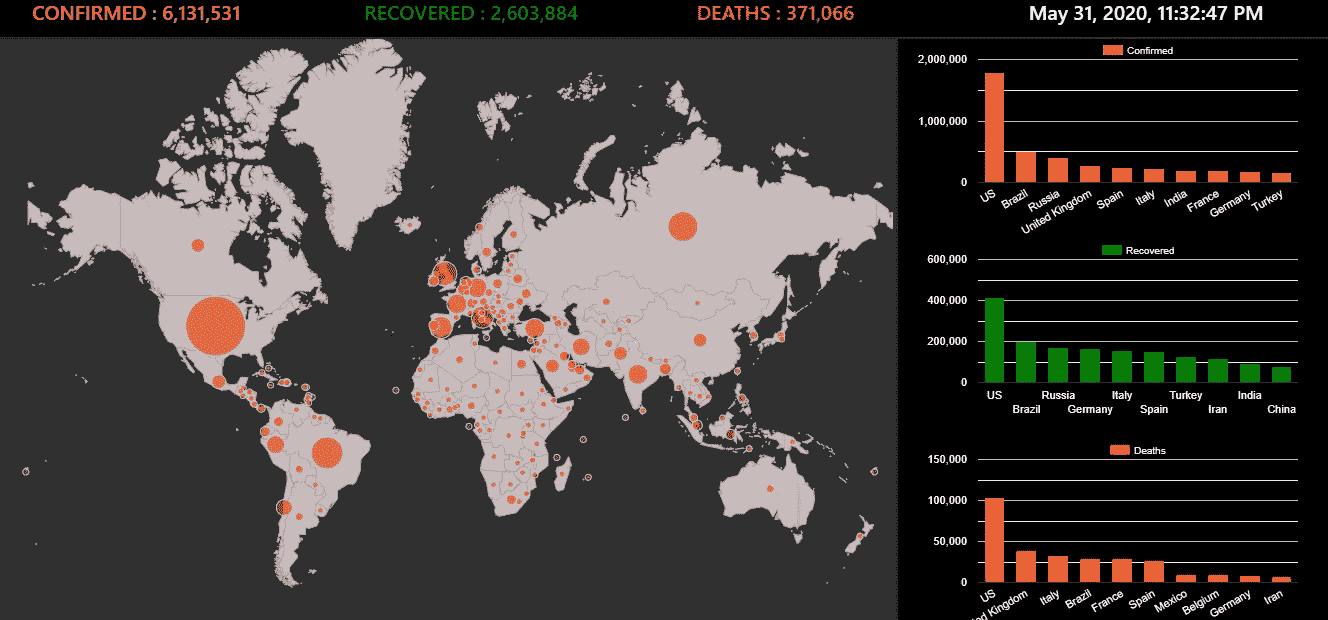 CONFIRMED : 6,131,531
RECOVERED : 2,603,884
DEATHS : 371,066
May 31, 2020, 11:32:47 PM
Confirmed
2,000,000
1,000,000
0
US
Brazil
Russia
United Kingdom
Spain
Italy
India
France
Germany
Turkey
Recovered
600,000
400,000
200,000
0
US
Brazil
Russia
Germany
Italy
Spain
Turkey
Iran
India
China
Deaths
150,000
100,000
50,000
0
US
ed Kingdom
Italy
Brazil
France
Spain
Mexico
Belgium
Germany
Iran